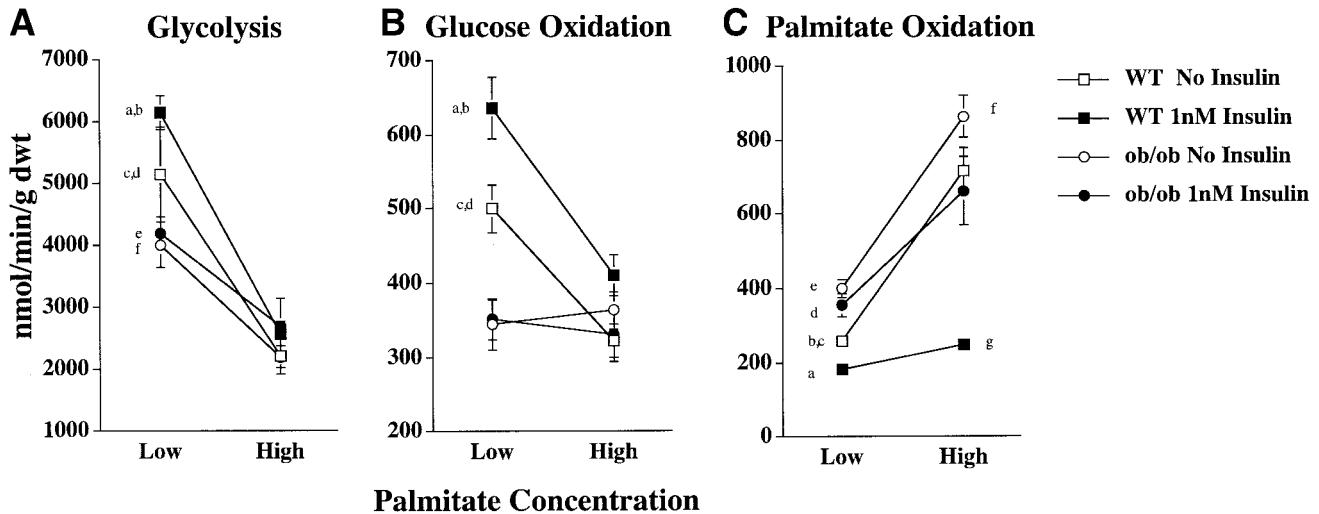 A Glycolysis
B Glucose Oxidation
C Palmitate Oxidation
nmol/min/g dwt
7000
6000
5000
4000
3000
2000
1000
a,b
c,d
e
f
Low High
700
600
500
400
300
200
a,b
c,d
Low High
1000
800
600
400
200
0
f
e
d
b,c
a
g
Low High
WT No Insulin
WT 1nM Insulin
ob/ob No Insulin
ob/ob 1nM Insulin
Palmitate Concentration